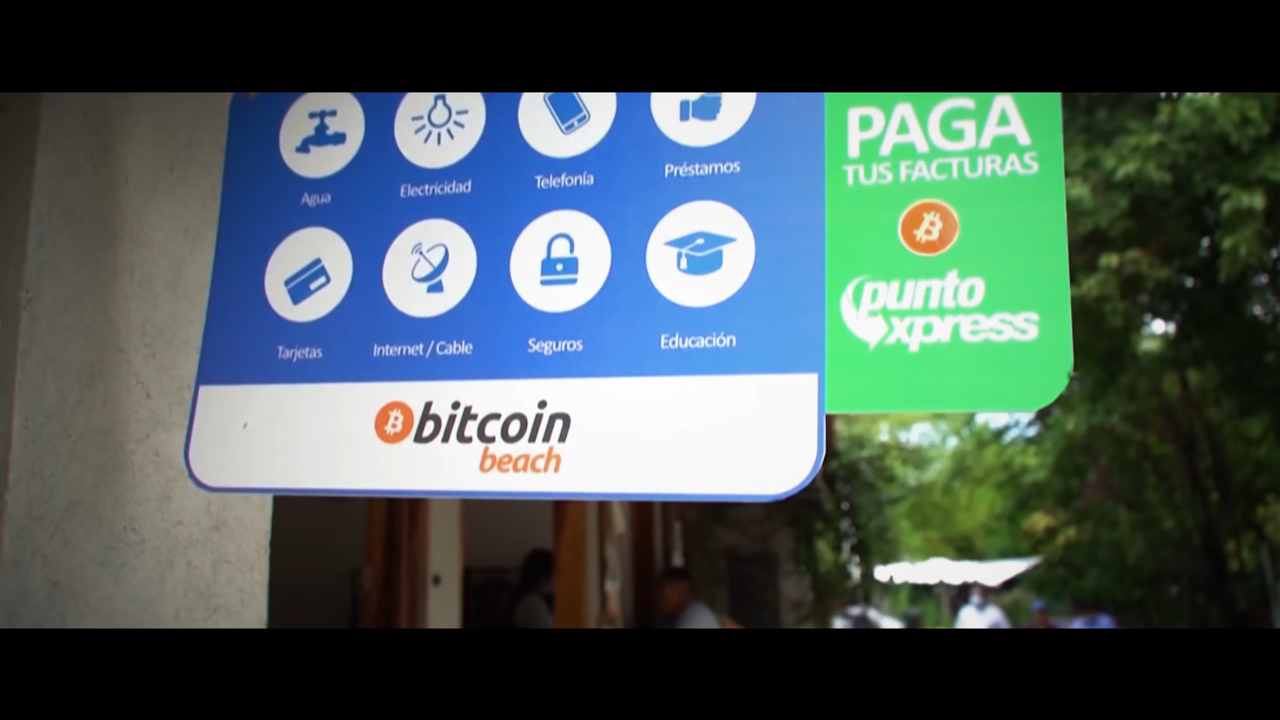 Agua
Electricidad
Telefonía
Préstamos
Tarjetas
Internet / Cable
Seguros
Educación
bitcoin
beach
PAGA
TUS FACTURAS
punto
xpress